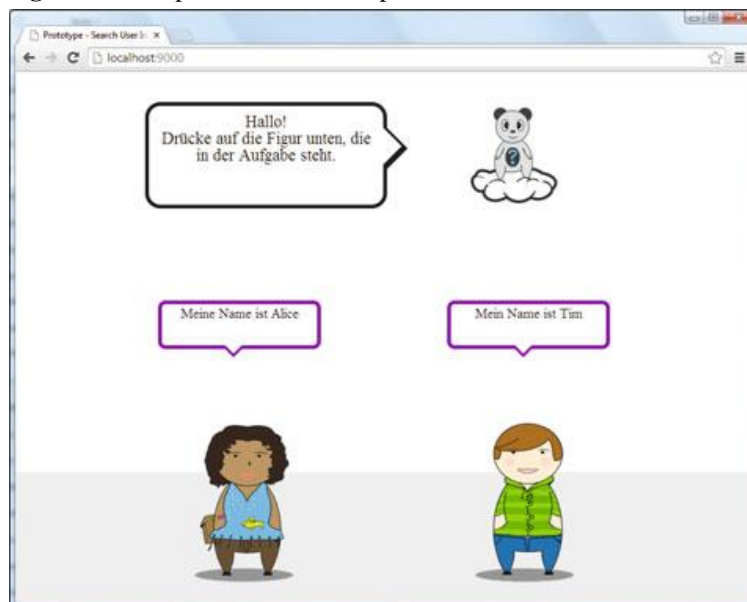 Prototype - Search User In
localhost:9000
Hallo!
Drücke auf die Figur unten, die
in der Aufgabe steht.
?
Meine Name ist Alice
Mein Name ist Tim